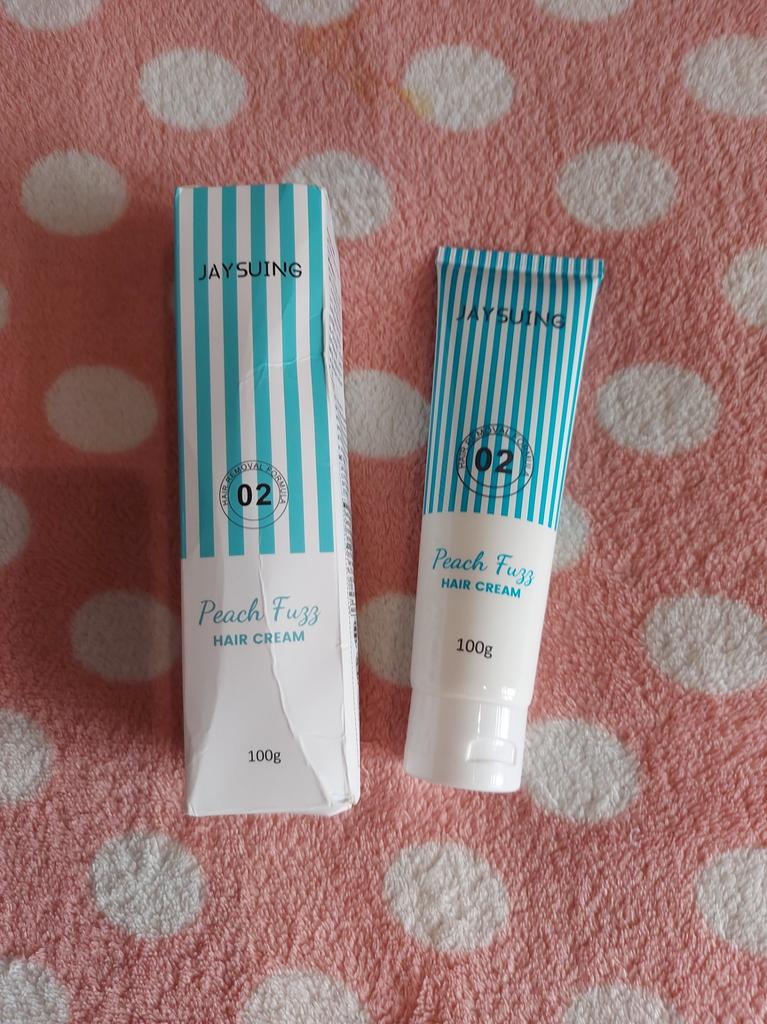 JAYSUING
HAIR REMOVAL FORMULA
02
Peach Fuzz
HAIR CREAM
100g
JAYSUING
HAIR REMOVAL FORMULA
02
Peach Fuzz
HAIR CREAM
100g